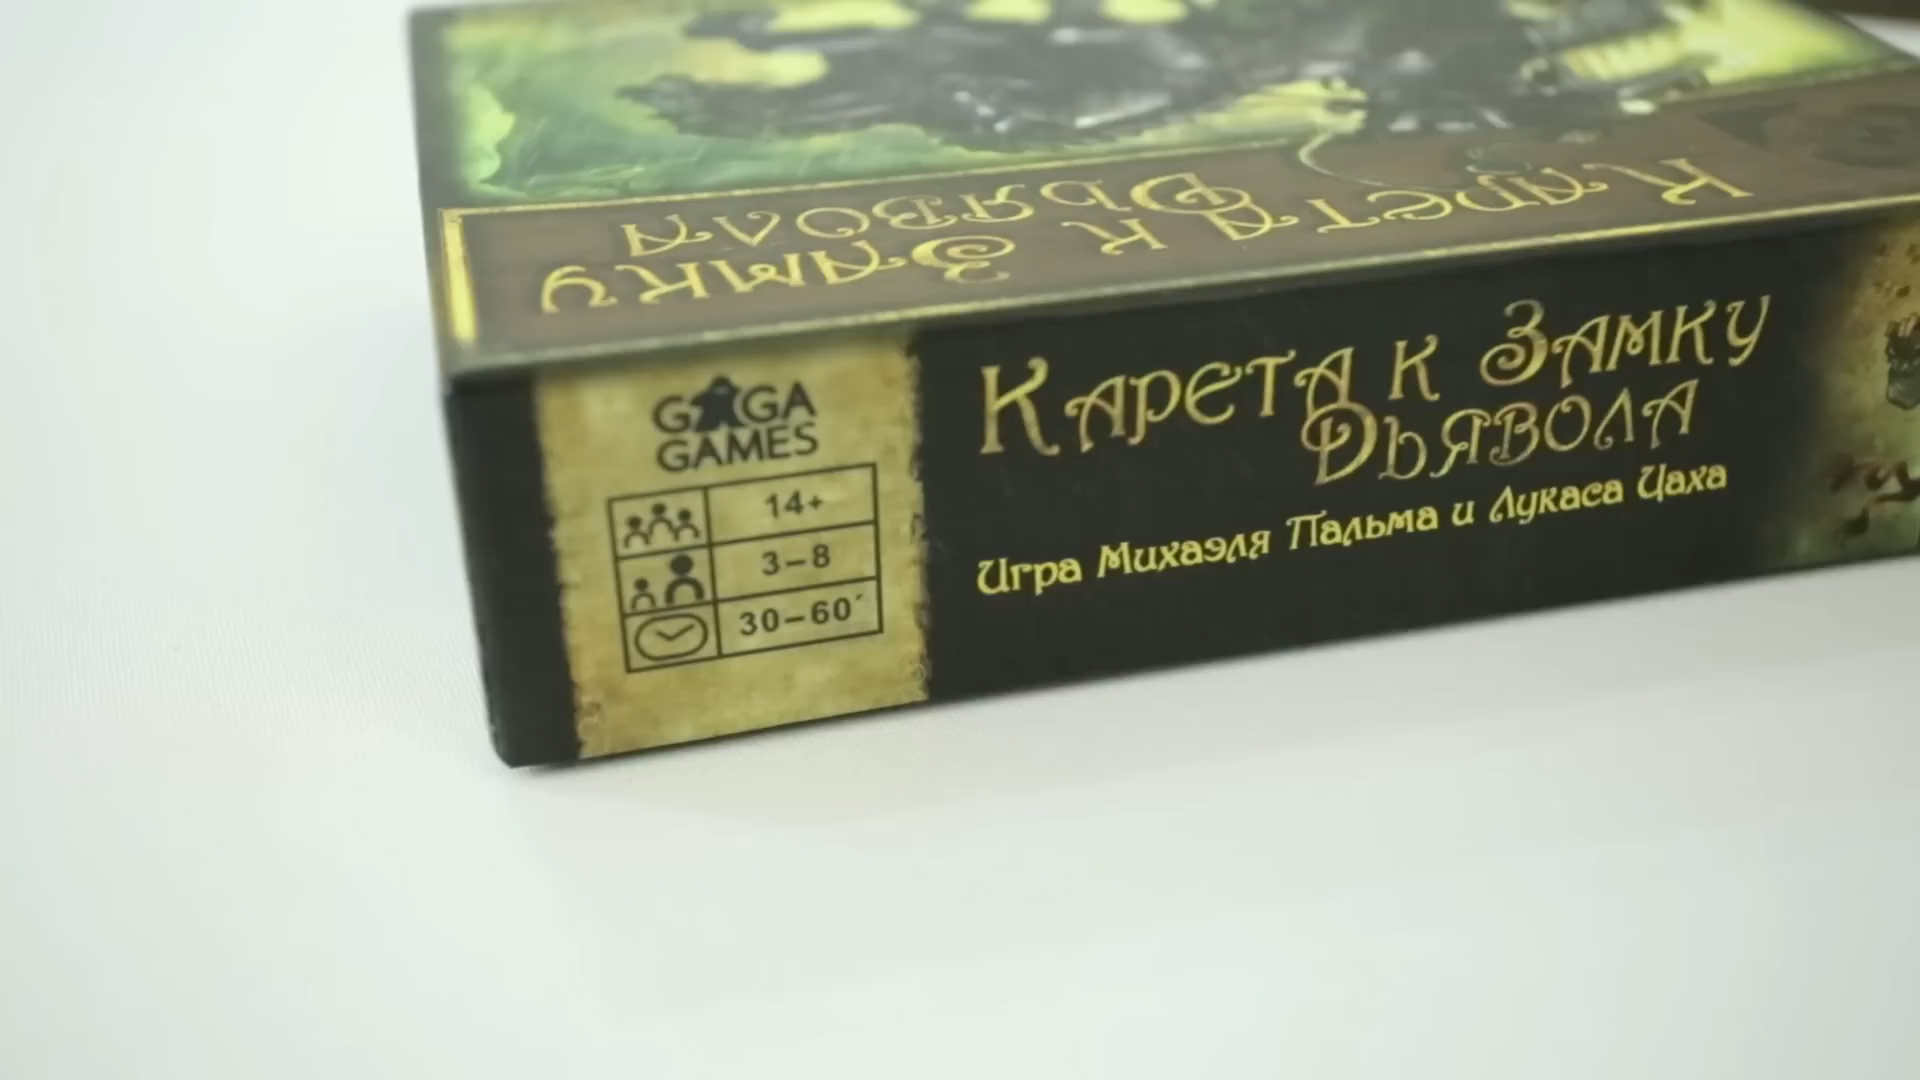 Карета к Замку
Дьявола
GAGA
GAMES
14+
3–8
30–60´
Карета к Замку
Дьявола
Игра Михаэля Пальма и Лукаса Цаха